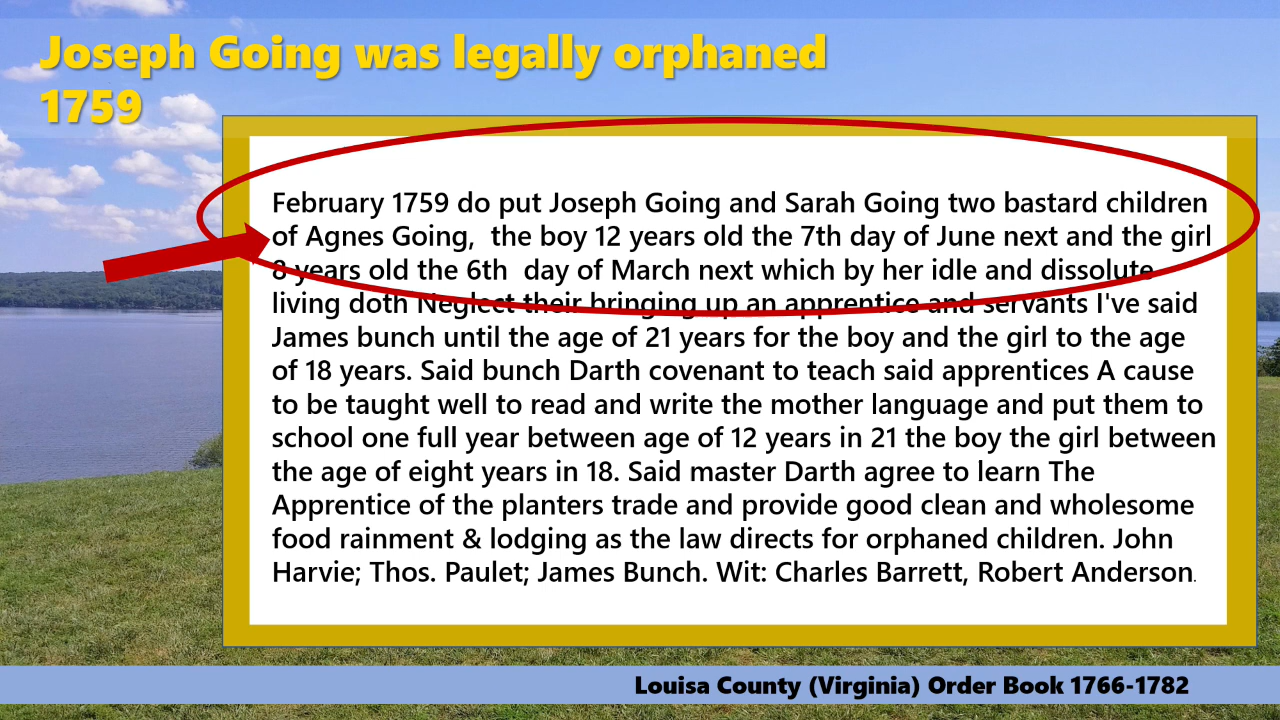 Joseph Going was legally orphaned
1759
February 1759 do put Joseph Going and Sarah Going two bastard children
of Agnes Going,  the boy 12 years old the 7th day of June next and the girl
8 years old the 6th  day of March next which by her idle and dissolute
living doth Neglect their bringing up an apprentice and servants I've said
James bunch until the age of 21 years for the boy and the girl to the age
of 18 years. Said bunch Darth covenant to teach said apprentices A cause
to be taught well to read and write the mother language and put them to
school one full year between age of 12 years in 21 the boy the girl between
the age of eight years in 18. Said master Darth agree to learn The
Apprentice of the planters trade and provide good clean and wholesome
food rainment & lodging as the law directs for orphaned children. John
Harvie; Thos. Paulet; James Bunch. Wit: Charles Barrett, Robert Anderson.
Louisa County (Virginia) Order Book 1766-1782